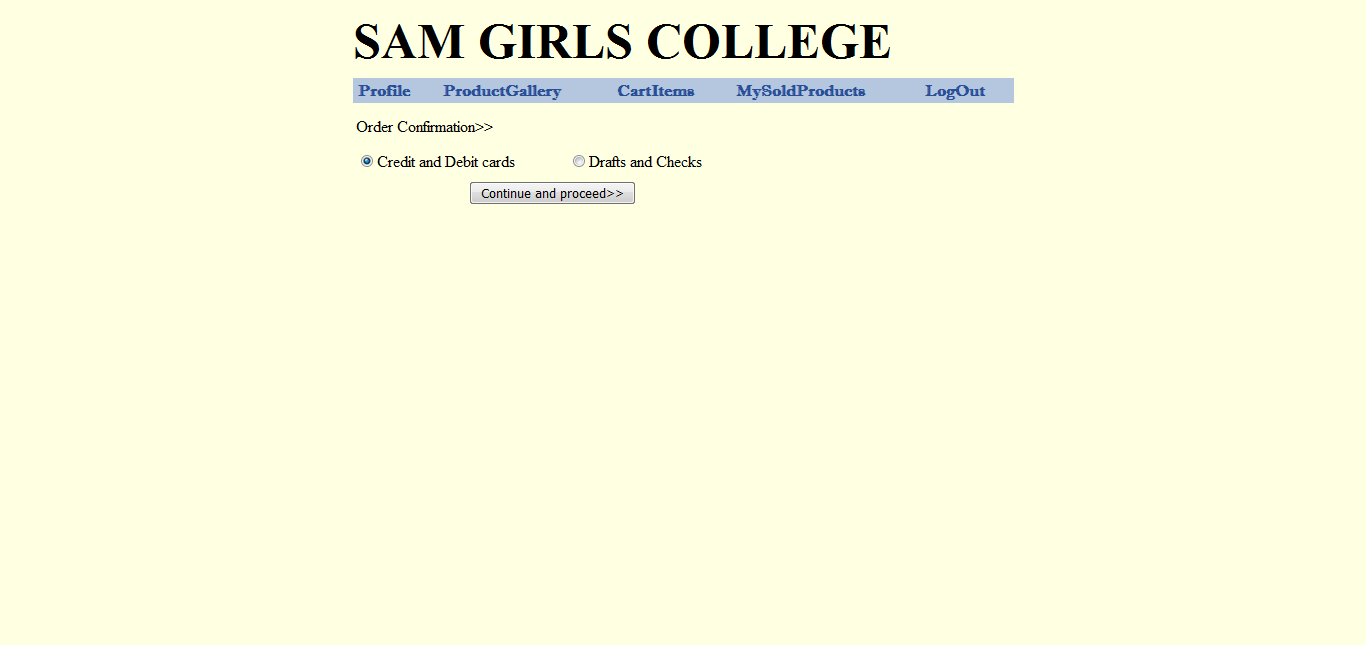 SAM GIRLS COLLEGE
Profile ProductGallery CartItems MySoldProducts LogOut
Order Confirmation>>
Credit and Debit cards Drafts and Checks
Continue and proceed>>